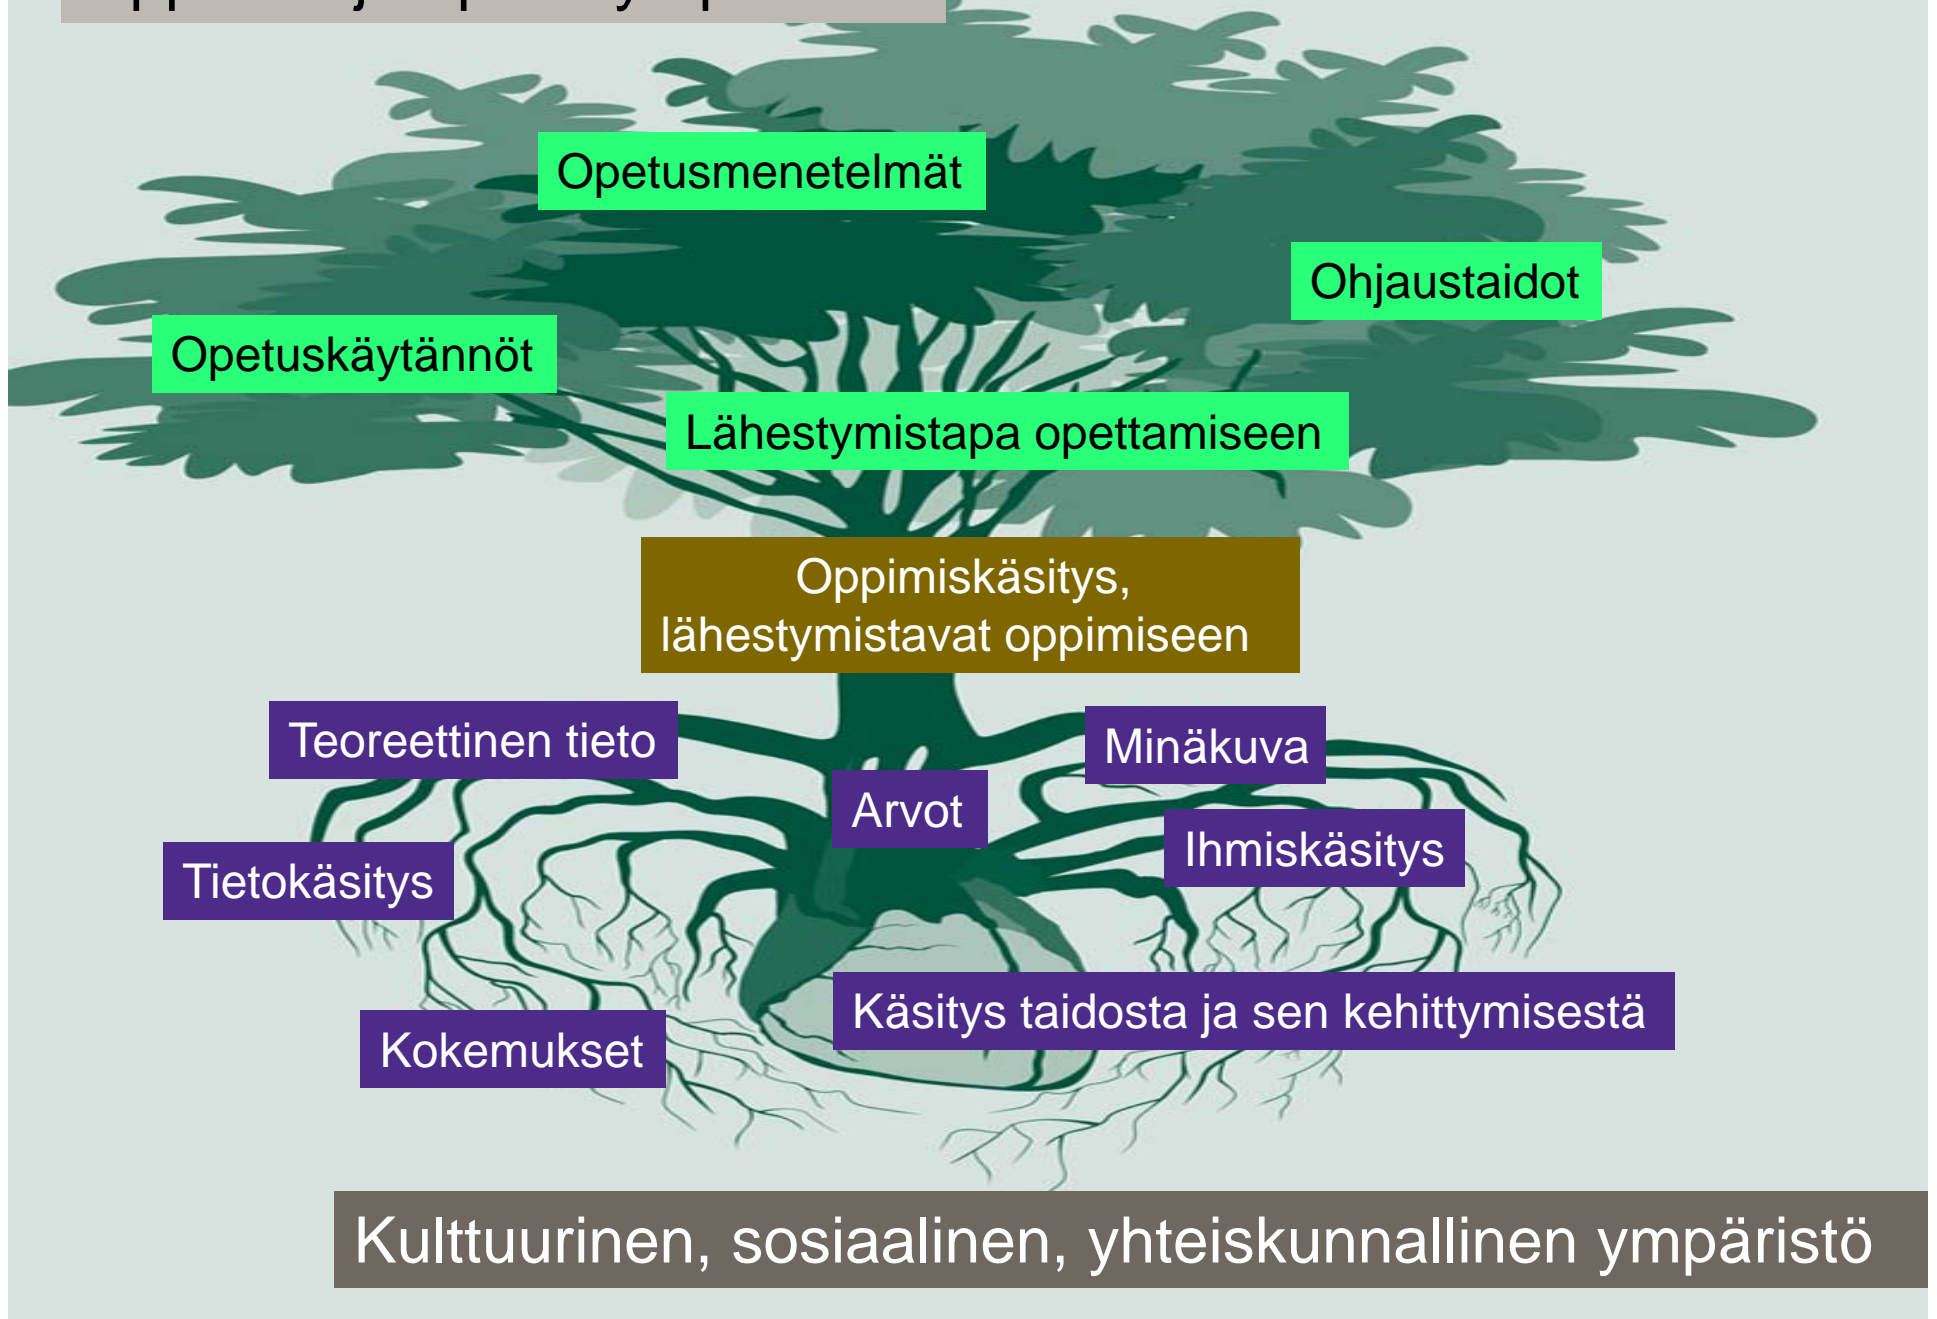 Opetusmenetelmät
Ohjaustaidot
Opetuskäytännöt
Lähestymistapa opettamiseen
Oppimiskäsitys,
lähestymistavat oppimiseen
Teoreettinen tieto
Minäkuva
Arvot
Ihmiskäsitys
Tietokäsitys
Käsitys taidosta ja sen kehittymisestä
Kokemukset
Kulttuurinen, sosiaalinen, yhteiskunnallinen ympäristö